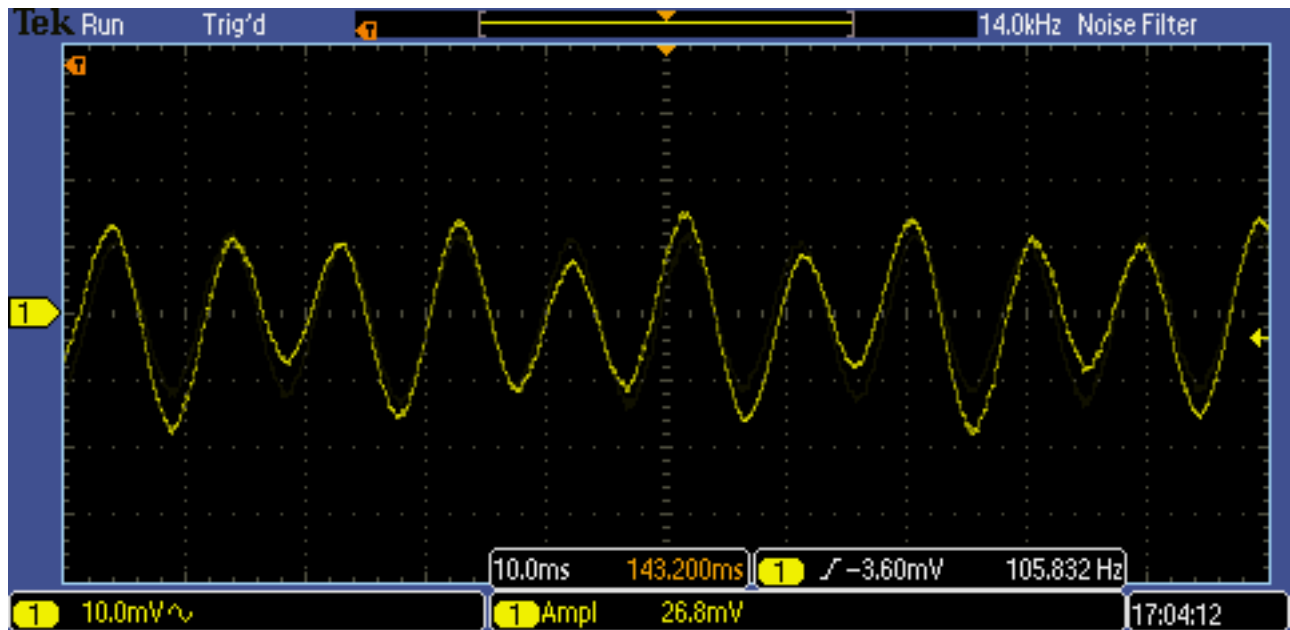 Tek Run Trig'd T 14.0kHz Noise Filter
T
1
10.0ms 143.200ms 1 −3.60mV 105.832 Hz
1 10.0mV 1 Ampl 26.8mV 17:04:12